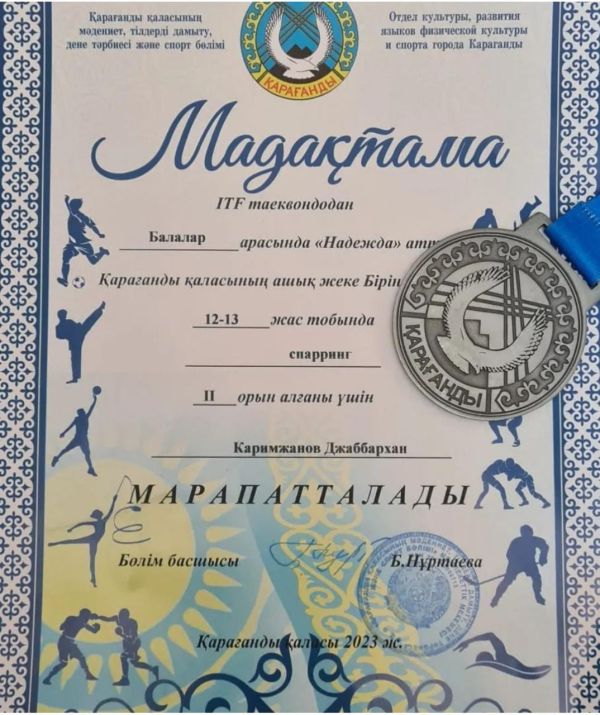 Қарағанды қаласының
мәдениет, тілдерді дамыту,
дене тәрбиесі және спорт бөлімі
Отдел культуры, развития
языков физической культуры
и спорта города Караганды
ҚАРАҒАНДЫ
Мадақтама
ITF таеквондодан
Балалар арасында «Надежда» атт
Қарағанды қаласының ашық жеке Бірін
12-13 жас тобында
спарринг
II орын алғаны үшін
Каримжанов Джаббархан
МАРАПАТТАЛАДЫ
Бөлім басшысы Б.Нұртаева
Қарағанды қаласы 2023 ж.
ҚАРАҒАНДЫ